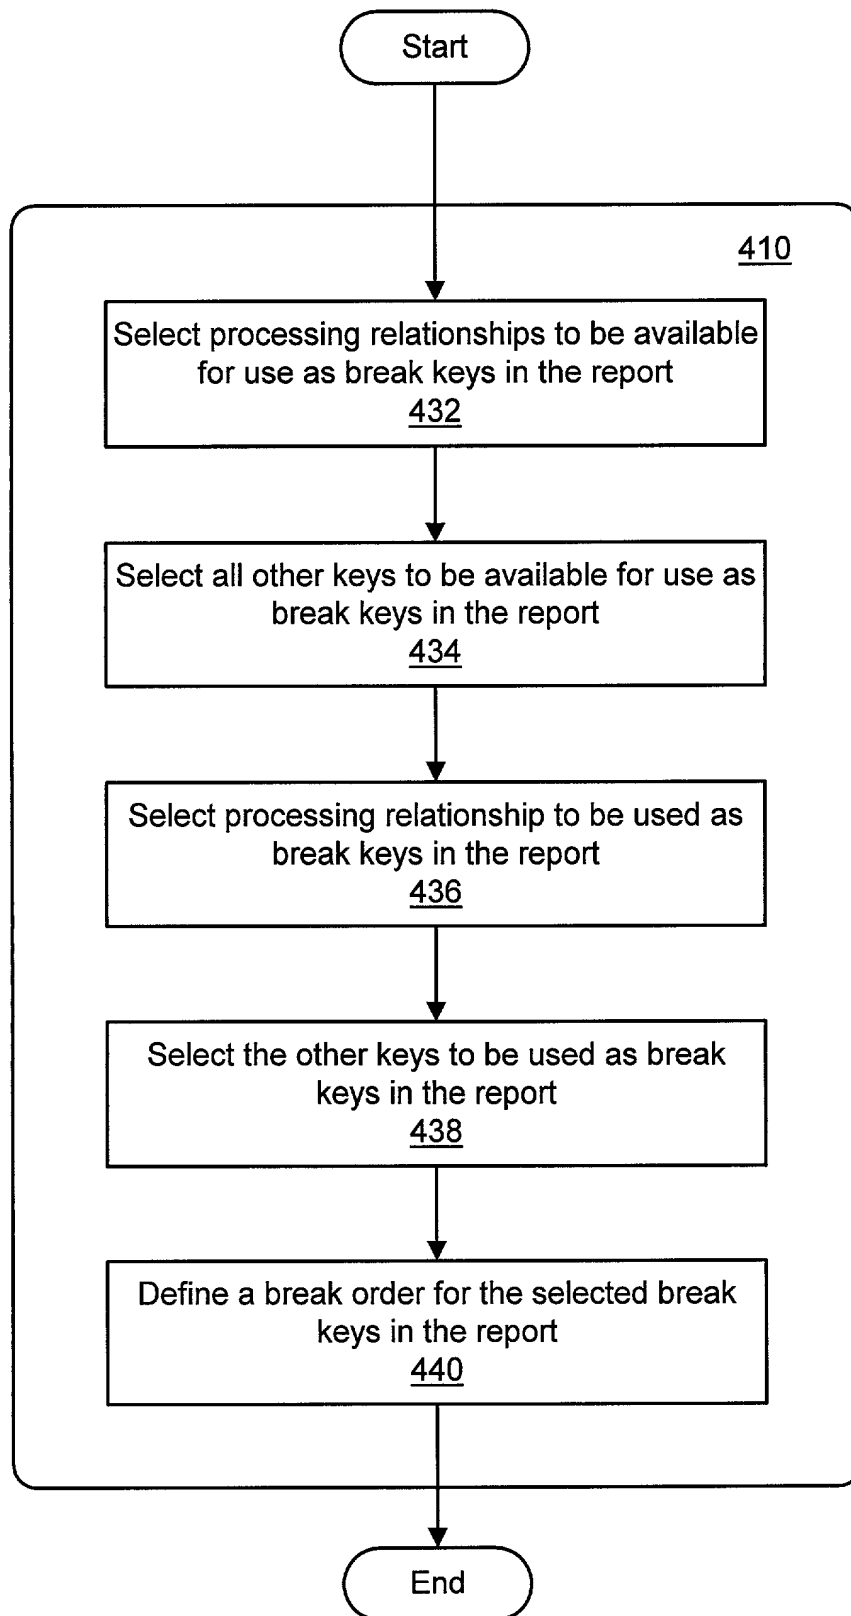 Start
410
Select processing relationships to be available
for use as break keys in the report
432
Select all other keys to be available for use as
break keys in the report
434
Select processing relationship to be used as
break keys in the report
436
Select the other keys to be used as break
keys in the report
438
Define a break order for the selected break
keys in the report
440
End